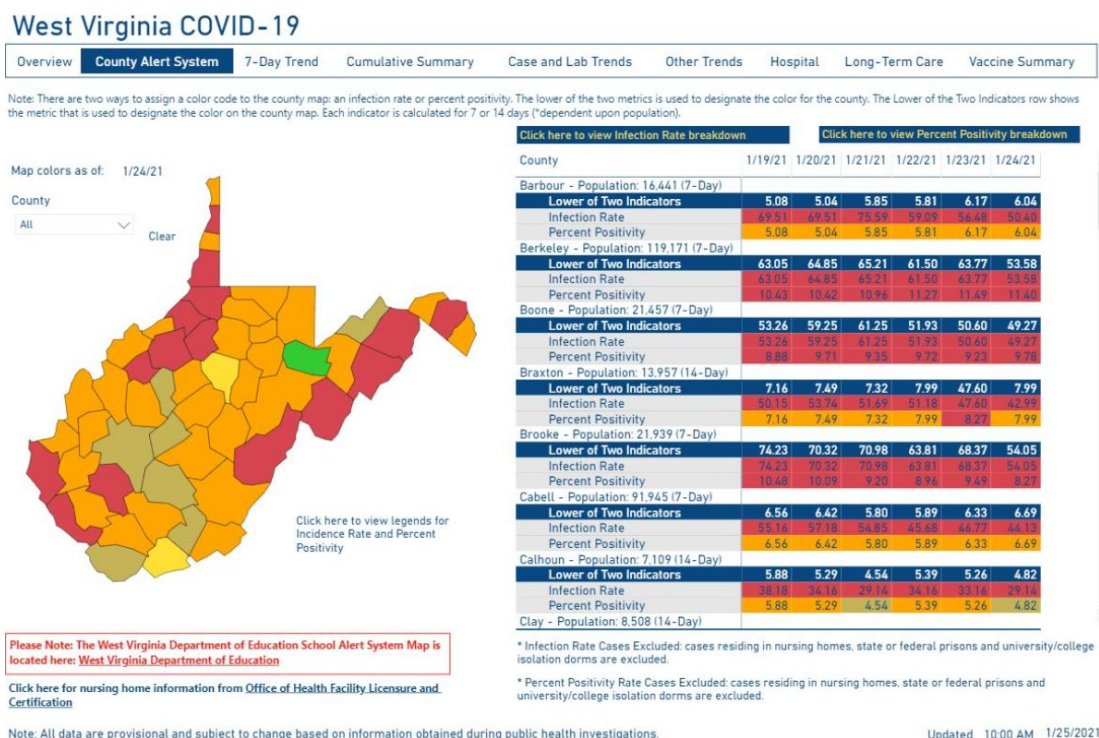 West Virginia COVID-19
Overview County Alert System 7-Day Trend Cumulative Summary Case and Lab Trends Other Trends Hospital Long-Term Care Vaccine Summary
Note: There are two ways to assign a color code to the county map: an infection rate or percent positivity. The lower of the two metrics is used to designate the color for the county. The Lower of the Two Indicators row shows
the metric that is used to designate the color on the county map. Each indicator is calculated for 7 or 14 days (*dependent upon population).
Map colors as of: 1/24/21
County
All
Clear
Click here to view legends for
Incidence Rate and Percent
Positivity
Click here to view Infection Rate breakdown Click here to view Percent Positivity breakdown
County 1/19/21 1/20/21 1/21/21 1/22/21 1/23/21 1/24/21
Barbour - Population: 16,441 (7-Day)
Lower of Two Indicators 5.08 5.04 5.85 5.81 6.17 6.04
Infection Rate 69.51 69.51 75.59 59.09 56.48 50.40
Percent Positivity 5.08 5.04 5.85 5.81 6.17 6.04
Berkeley - Population: 119,171 (7-Day)
Lower of Two Indicators 63.05 64.85 65.21 61.50 63.77 53.58
Infection Rate 63.05 64.85 65.21 61.50 63.77 53.58
Percent Positivity 10.43 10.42 10.96 11.27 11.49 11.40
Boone - Population: 21,457 (7-Day)
Lower of Two Indicators 53.26 59.25 61.25 51.93 50.60 49.27
Infection Rate 53.26 59.25 61.25 51.93 50.60 49.27
Percent Positivity 8.88 9.71 9.35 9.72 9.23 9.78
Braxton - Population: 13,957 (14-Day)
Lower of Two Indicators 7.16 7.49 7.32 7.99 47.60 7.99
Infection Rate 50.15 53.74 51.69 51.18 47.60 42.99
Percent Positivity 7.16 7.49 7.32 7.99 8.27 7.99
Brooke - Population: 21,939 (7-Day)
Lower of Two Indicators 74.23 70.32 70.98 63.81 68.37 54.05
Infection Rate 74.23 70.32 70.98 63.81 68.37 54.05
Percent Positivity 10.48 10.09 9.20 8.96 9.49 8.27
Cabell - Population: 91,945 (7-Day)
Lower of Two Indicators 6.56 6.42 5.80 5.89 6.33 6.69
Infection Rate 55.16 57.18 54.85 45.68 46.77 44.13
Percent Positivity 6.56 6.42 5.80 5.89 6.33 6.69
Calhoun - Population: 7,109 (14-Day)
Lower of Two Indicators 5.88 5.29 4.54 5.39 5.26 4.82
Infection Rate 38.18 34.16 29.14 34.16 33.16 29.14
Percent Positivity 5.88 5.29 4.54 5.39 5.26 4.82
Clay - Population: 8,508 (14-Day)
Please Note: The West Virginia Department of Education School Alert System Map is
located here: West Virginia Department of Education
Click here for nursing home information from Office of Health Facility Licensure and
Certification
* Infection Rate Cases Excluded: cases residing in nursing homes, state or federal prisons and university/college
isolation dorms are excluded.
* Percent Positivity Rate Cases Excluded: cases residing in nursing homes, state or federal prisons and
university/college isolation dorms are excluded.
Note: All data are provisional and subject to change based on information obtained during public health investigations.
Updated 10:00 AM 1/25/2021